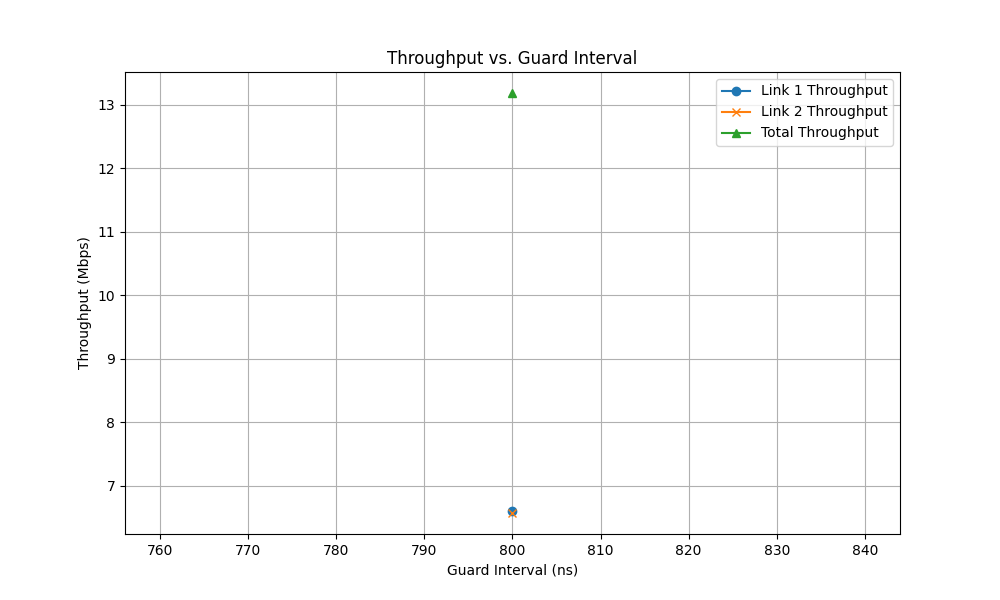 Throughput vs. Guard Interval
Link 1 Throughput
Link 2 Throughput
Total Throughput
Throughput (Mbps)
13
12
11
10
9
8
7
760 770 780 790 800 810 820 830 840
Guard Interval (ns)